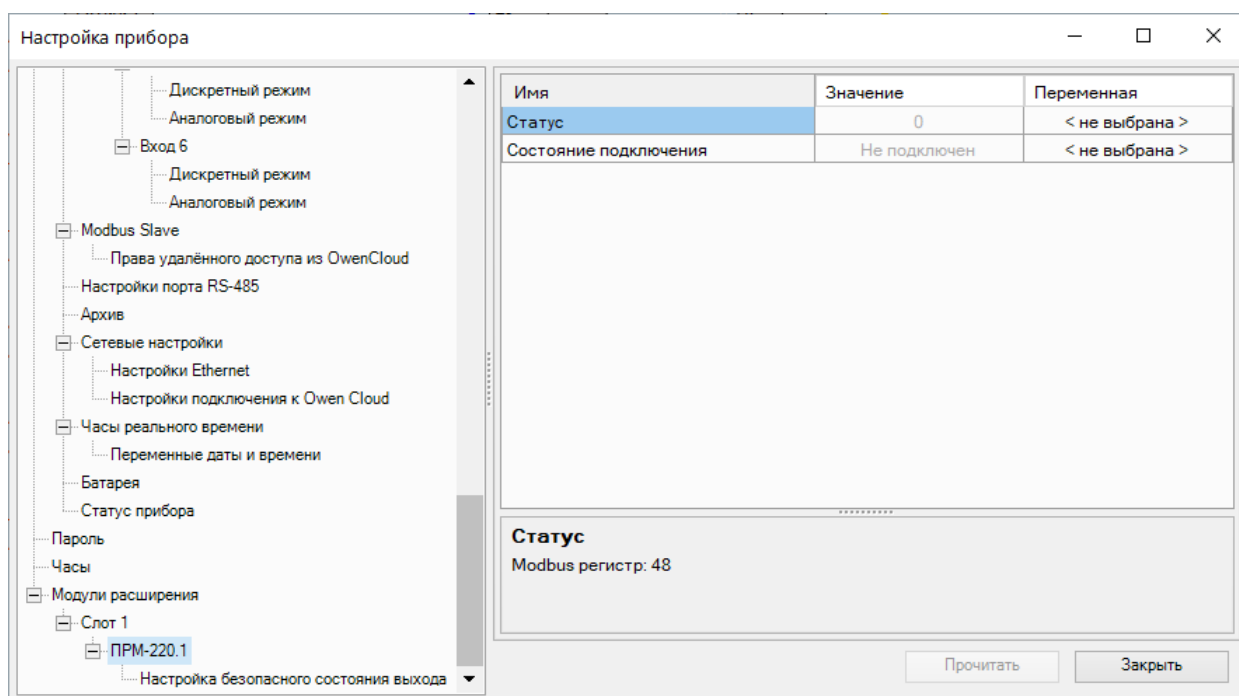 Настройка прибора
Дискретный режим
Аналоговый режим
Вход 6
Дискретный режим
Аналоговый режим
Modbus Slave
Права удалённого доступа из OwenCloud
Настройки порта RS-485
Архив
Сетевые настройки
Настройки Ethernet
Настройки подключения к Owen Cloud
Часы реального времени
Переменные даты и времени
Батарея
Статус прибора
Пароль
Часы
Модули расширения
Слот 1
ПРМ-220.1
Настройка безопасного состояния выхода
Имя Значение Переменная
Статус 0 < не выбрана >
Состояние подключения Не подключен < не выбрана >
Статус
Modbus регистр: 48
Прочитать Закрыть